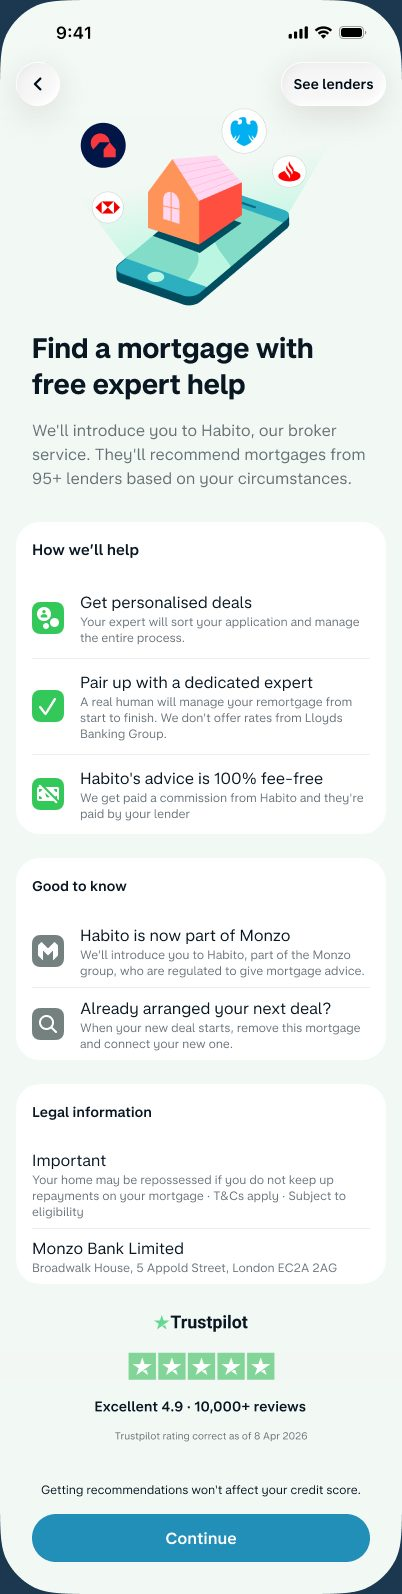 9:41
See lenders
Find a mortgage with
free expert help
We'll introduce you to Habito, our broker
service. They'll recommend mortgages from
95+ lenders based on your circumstances.
How we’ll help
Get personalised deals
Your expert will sort your application and manage
the entire process.
Pair up with a dedicated expert
A real human will manage your remortgage from
start to finish. We don't offer rates from Lloyds
Banking Group.
Habito's advice is 100% fee-free
We get paid a commission from Habito and they're
paid by your lender
Good to know
Habito is now part of Monzo
We'll introduce you to Habito, part of the Monzo
group, who are regulated to give mortgage advice.
Already arranged your next deal?
When your new deal starts, remove this mortgage
and connect your new one.
Legal information
Important
Your home may be repossessed if you do not keep up
repayments on your mortgage · T&Cs apply · Subject to
eligibility
Monzo Bank Limited
Broadwalk House, 5 Appold Street, London EC2A 2AG
Trustpilot
Excellent 4.9 · 10,000+ reviews
Trustpilot rating correct as of 8 Apr 2026
Getting recommendations won't affect your credit score.
Continue